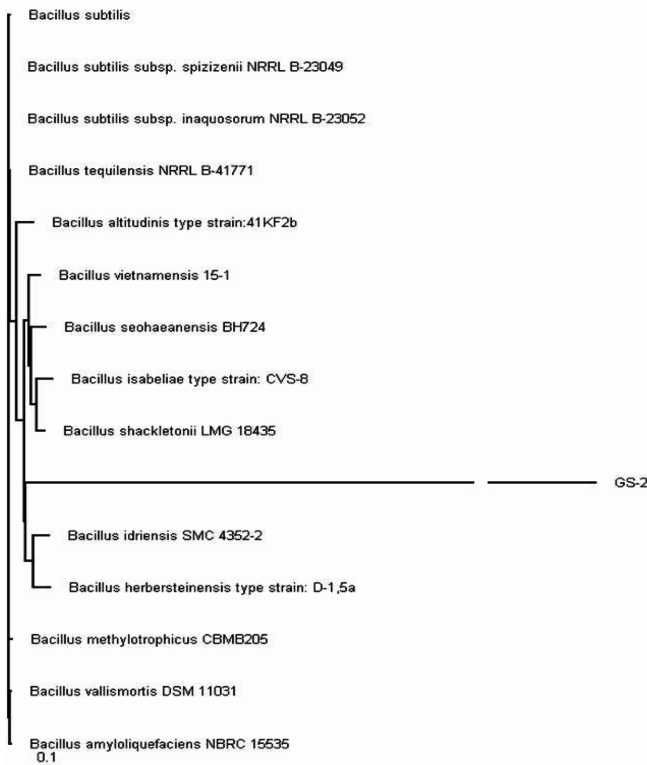 Bacillus subtilis
Bacillus subtilis subsp. spizizenii NRRL B-23049
Bacillus subtilis subsp. inaquosorum NRRL B-23052
Bacillus tequilensis NRRL B-41771
Bacillus altitudinis type strain:41KF2b
Bacillus vietnamensis 15-1
Bacillus seohaeanensis BH724
Bacillus isabeliae type strain: CVS-8
Bacillus shackletonii LMG 18435
GS-2
Bacillus idriensis SMC 4352-2
Bacillus herbersteinensis type strain: D-1,5a
Bacillus methylotrophicus CBMB205
Bacillus vallismortis DSM 11031
Bacillus amyloliquefaciens NBRC 15535
0.1